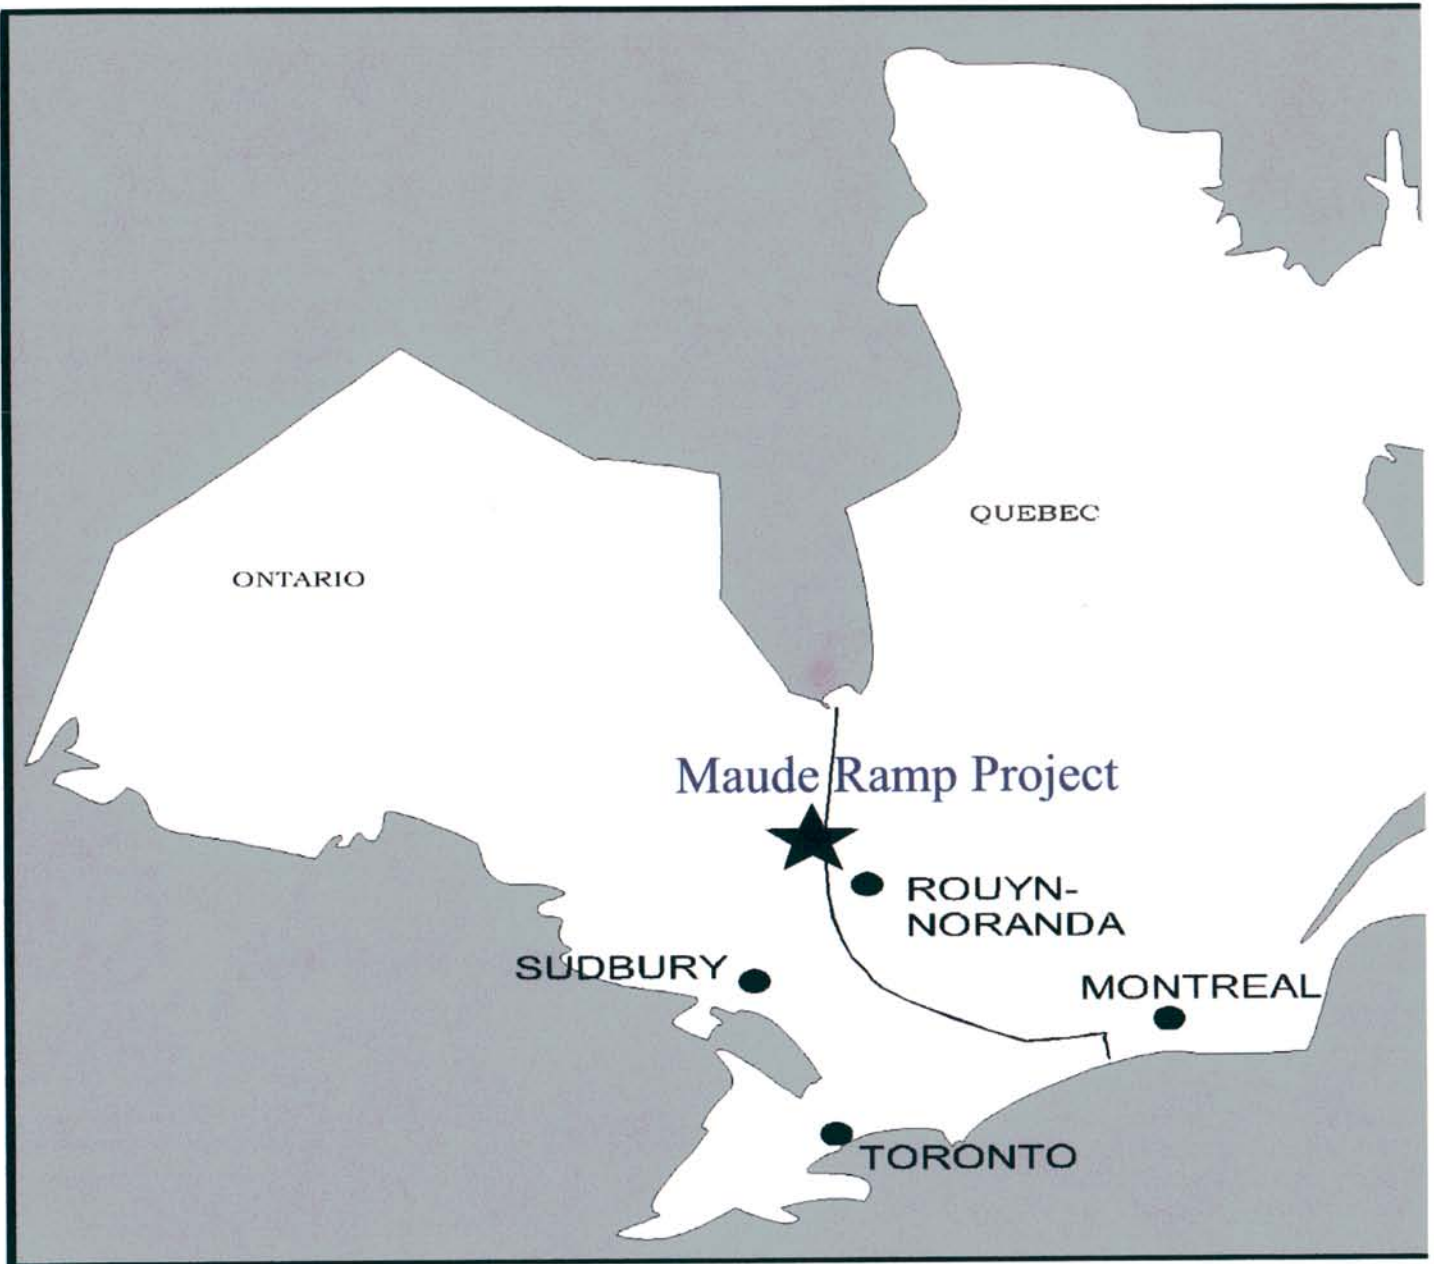 QUEBEC
ONTARIO
Maude Ramp Project
ROUYN-
NORANDA
SUDBURY
MONTREAL
TORONTO